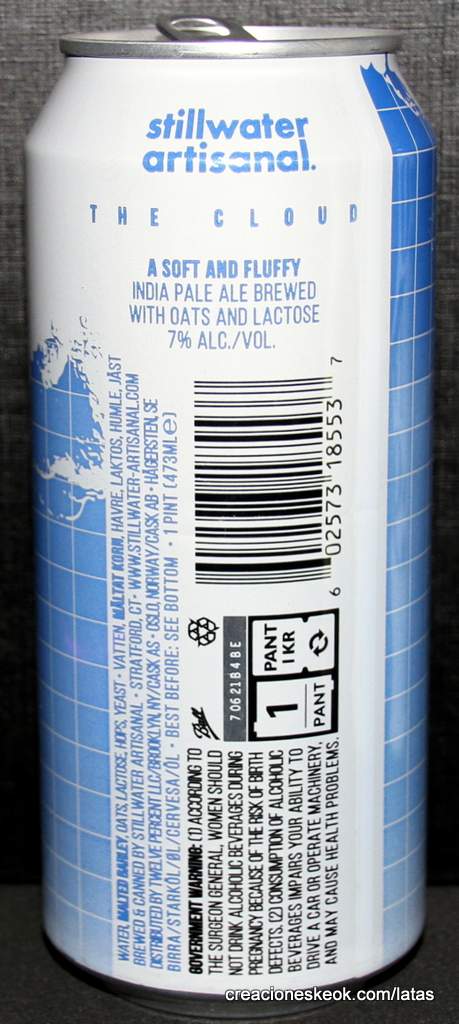 stillwater
artisanal.
THE CLOUD
A SOFT AND FLUFFY
INDIA PALE ALE BREWED
WITH OATS AND LACTOSE
7% ALC./VOL.
WATER, MALTED BARLEY, OATS, LACTOSE, HOPS, YEAST • VATTEN, MÄLTAT KORN, HAVRE, LAKTOS, HUMLE, JÄST
BREWED & CANNED BY STILLWATER ARTISANAL • STRATFORD, CT • WWW.STILLWATER-ARTISANAL.COM
DISTRIBUTED BY TWELVE PERCENT LLC/BROOKLYN, NY/CASK AS • OSLO, NORWAY/CASK AB • HÄGERSTEN, SE
BIRRA/STARKÖL/ØL/CERVESA/ÖL • BEST BEFORE: SEE BOTTOM • 1 PINT (473ML℮)
6 02573 18553 7
Ball
70621B4BE
PANT
1 KR
1
PANT
GOVERNMENT WARNING: (1) ACCORDING TO
THE SURGEON GENERAL, WOMEN SHOULD
NOT DRINK ALCOHOLIC BEVERAGES DURING
PREGNANCY BECAUSE OF THE RISK OF BIRTH
DEFECTS. (2) CONSUMPTION OF ALCOHOLIC
BEVERAGES IMPAIRS YOUR ABILITY TO
DRIVE A CAR OR OPERATE MACHINERY,
AND MAY CAUSE HEALTH PROBLEMS.
creacioneskeok.com/latas